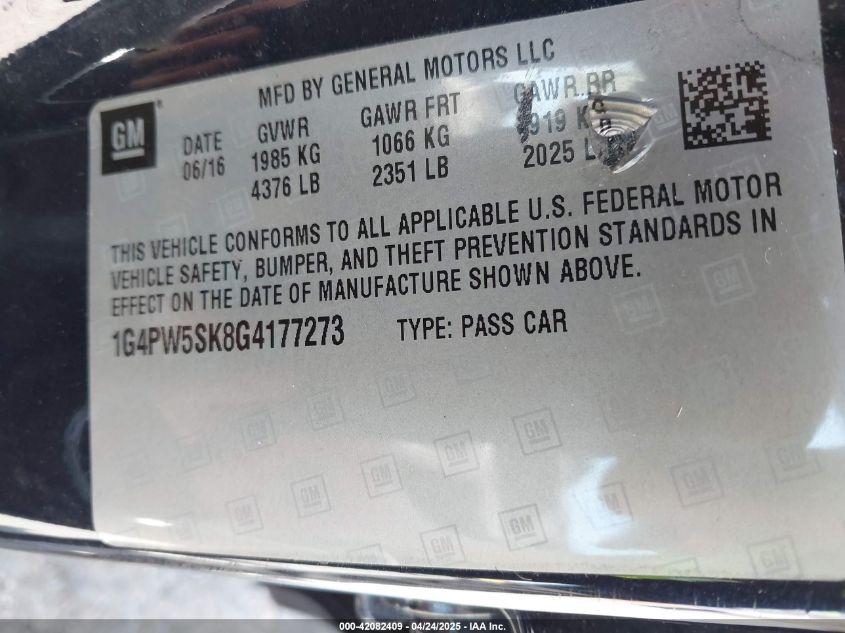 MFD BY GENERAL MOTORS LLC
GM
DATE GVWR GAWR FRT GAWR RR
06/16 1985 KG 1066 KG 919 KG
4376 LB 2351 LB 2025
THIS VEHICLE CONFORMS TO ALL APPLICABLE U.S. FEDERAL MOTOR
VEHICLE SAFETY, BUMPER, AND THEFT PREVENTION STANDARDS IN
EFFECT ON THE DATE OF MANUFACTURE SHOWN ABOVE.
1G4PW5SK8G4177273 TYPE: PASS CAR
000-42082409 - 04/24/2025 - IAA Inc.